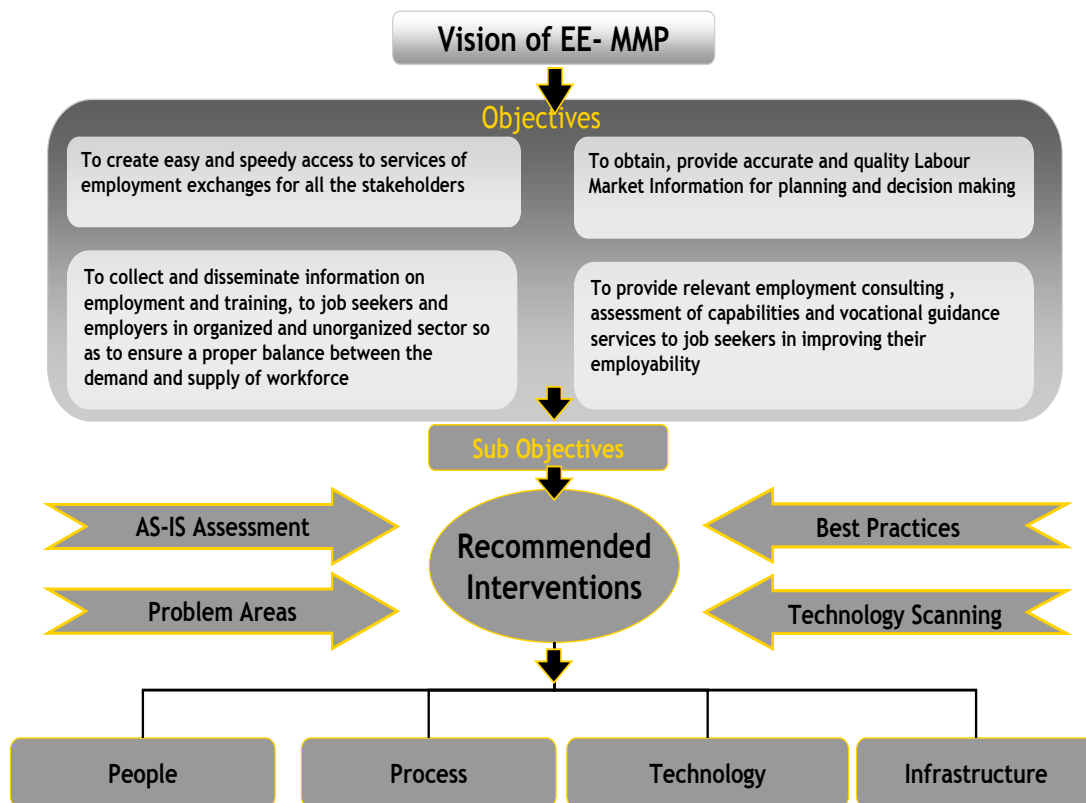 Vision of EE- MMP
Objectives
To create easy and speedy access to services of
employment exchanges for all the stakeholders
To obtain, provide accurate and quality Labour
Market Information for planning and decision making
To collect and disseminate information on
employment and training, to job seekers and
employers in organized and unorganized sector so
as to ensure a proper balance between the
demand and supply of workforce
To provide relevant employment consulting ,
assessment of capabilities and vocational guidance
services to job seekers in improving their
employability
Sub Objectives
AS-IS Assessment
Recommended
Interventions
Best Practices
Problem Areas
Technology Scanning
People
Process
Technology
Infrastructure